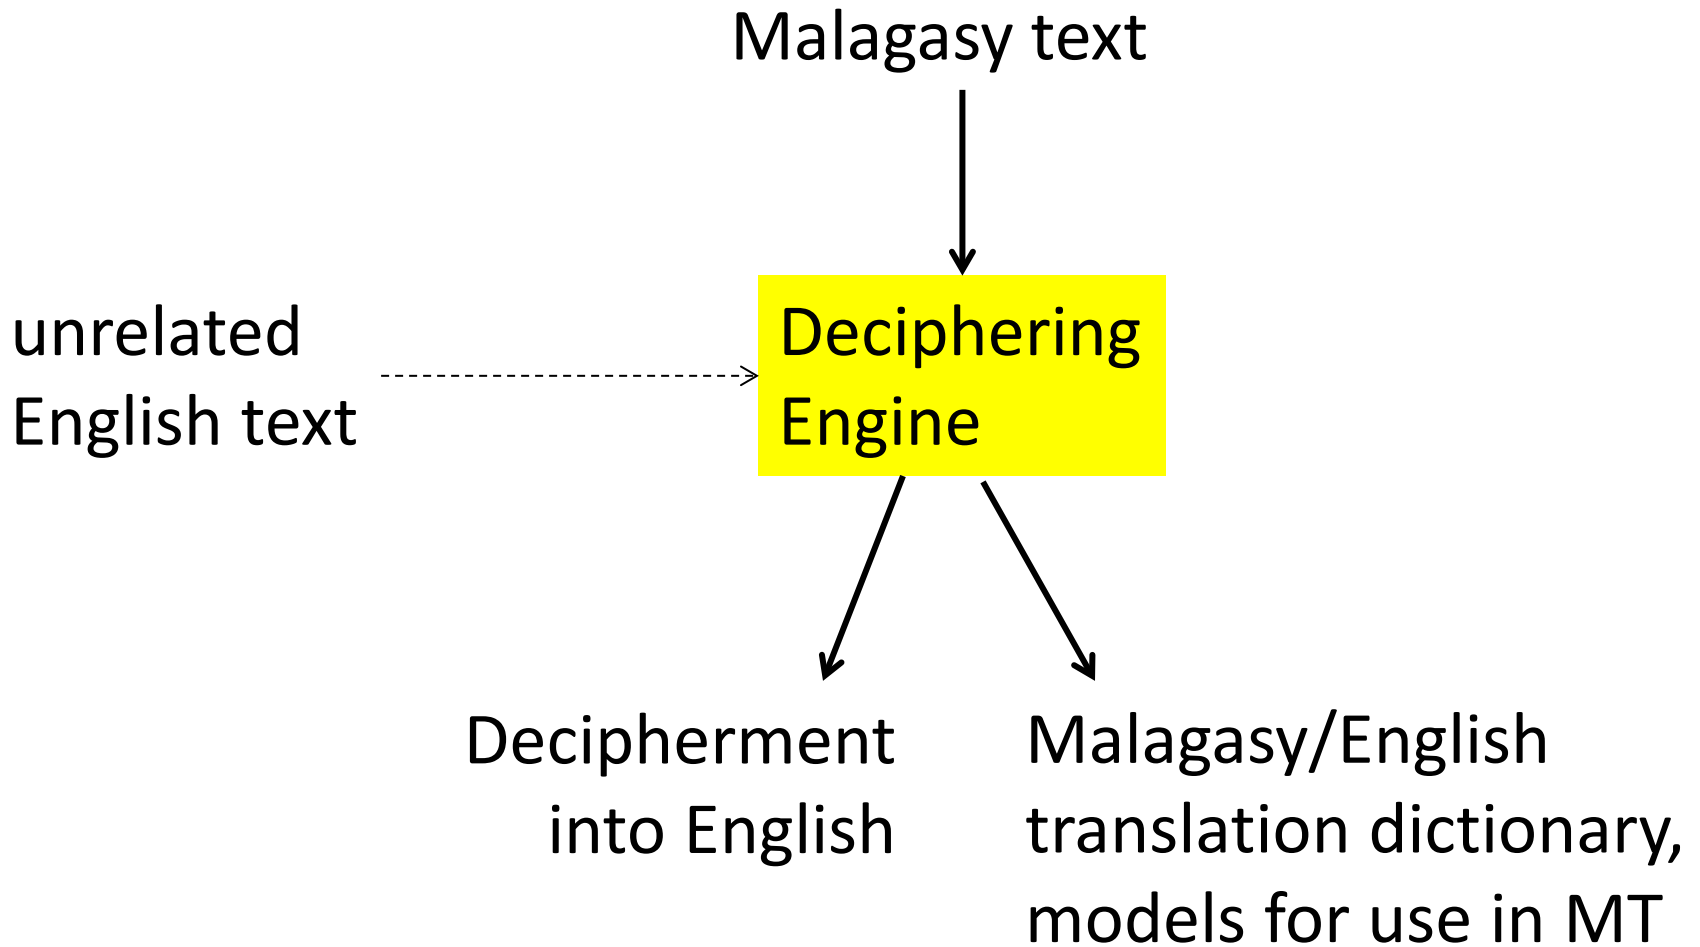 Malagasy text
unrelated
English text
Deciphering
Engine
Decipherment
into English
Malagasy/English
translation dictionary,
models for use in MT